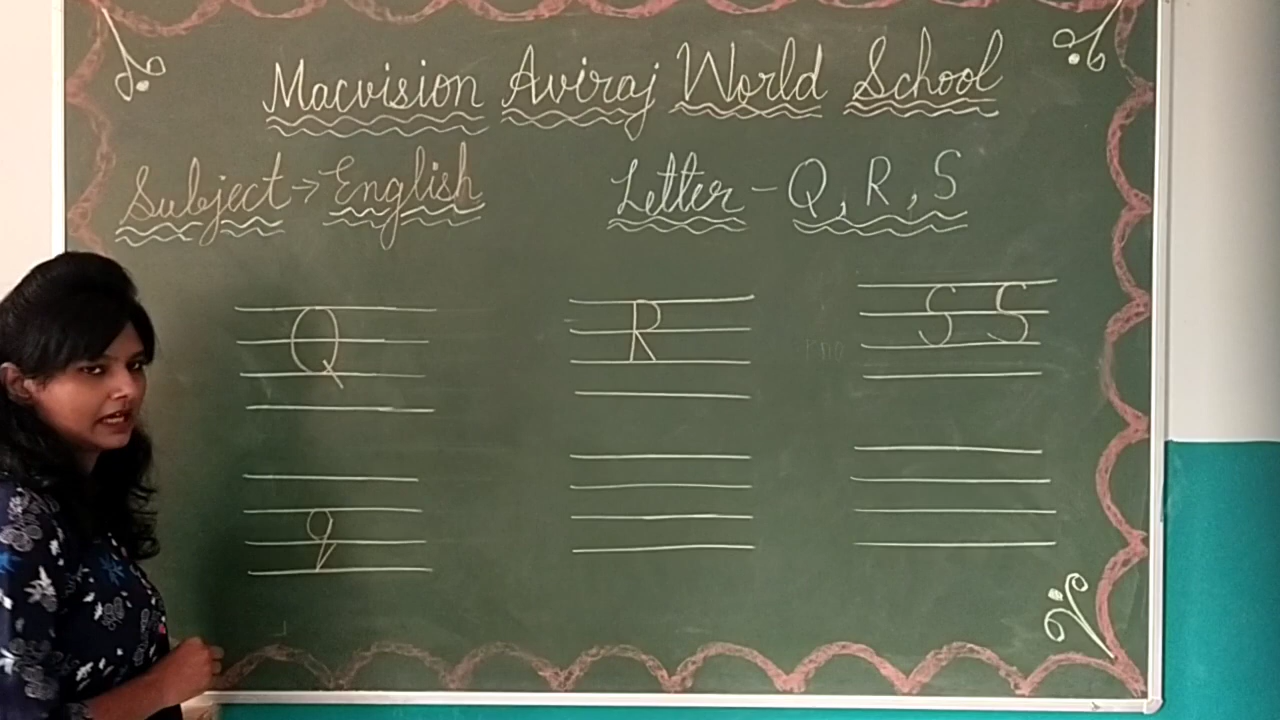 Macvision Aviraj World School
Subject → English Letter - Q, R, S
Q R S S
q